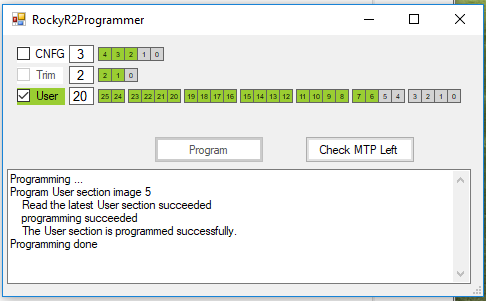 RockyR2Programmer
CNFG 3 4 3 2 1 0
Trim 2 2 1 0
User 20 25 24 23 22 21 20 19 18 17 16 15 14 13 12 11 10 9 8 7 6 5 4 3 2 1 0
Program Check MTP Left
Programming ...
Program User section image 5
Read the latest User section succeeded
programming succeeded
The User section is programmed successfully.
Programming done